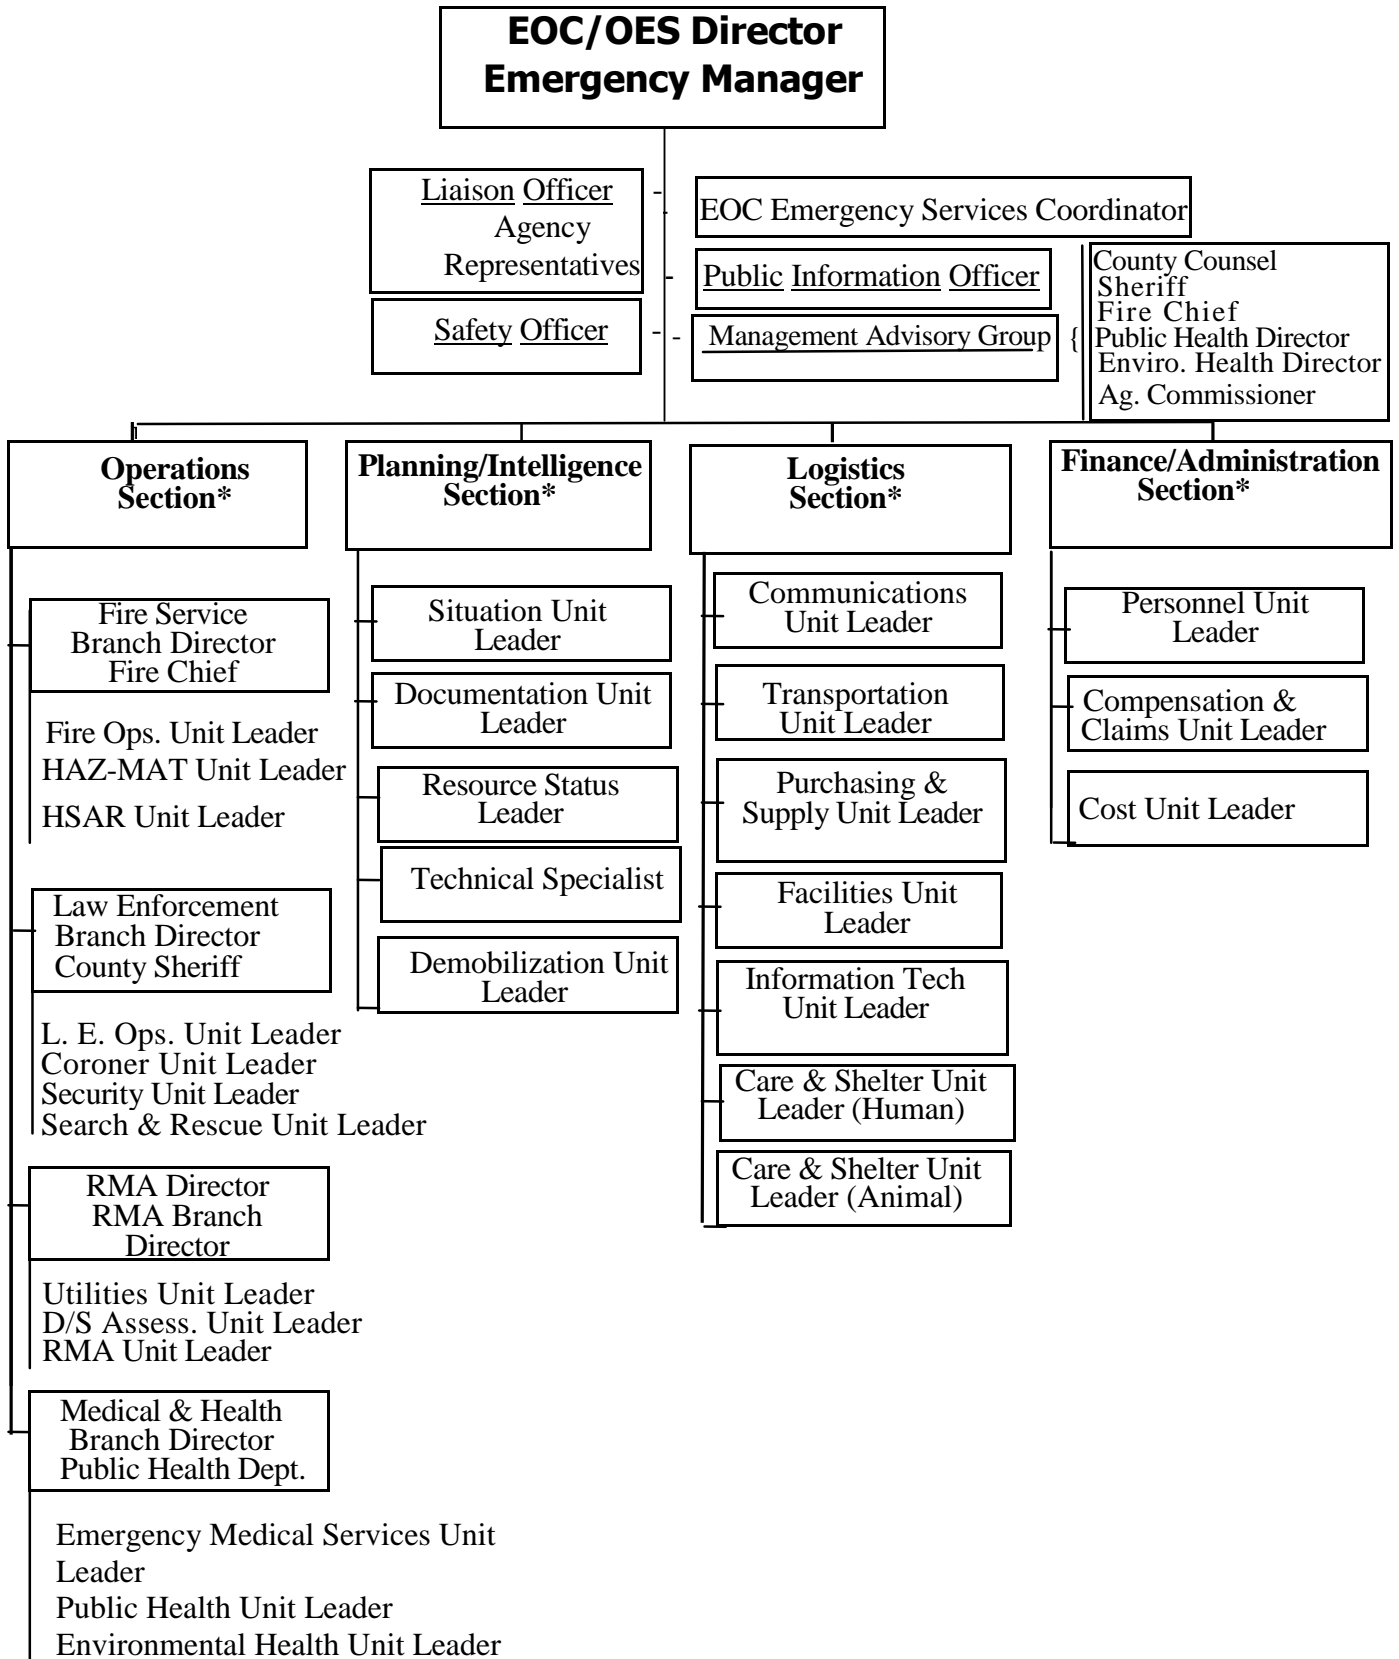 EOC/OES Director
Emergency Manager
Liaison Officer
Agency
Representatives
EOC Emergency Services Coordinator
Public Information Officer
Safety Officer
Management Advisory Group {
County Counsel
Sheriff
Fire Chief
Public Health Director
Enviro. Health Director
Ag. Commissioner
Operations
Section*
Fire Service
Branch Director
Fire Chief
Fire Ops. Unit Leader
HAZ-MAT Unit Leader
HSAR Unit Leader
Law Enforcement
Branch Director
County Sheriff
L. E. Ops. Unit Leader
Coroner Unit Leader
Security Unit Leader
Search & Rescue Unit Leader
RMA Director
RMA Branch
Director
Utilities Unit Leader
D/S Assess. Unit Leader
RMA Unit Leader
Medical & Health
Branch Director
Public Health Dept.
Emergency Medical Services Unit
Leader
Public Health Unit Leader
Environmental Health Unit Leader
Planning/Intelligence
Section*
Situation Unit
Leader
Documentation Unit
Leader
Resource Status
Leader
Technical Specialist
Demobilization Unit
Leader
Logistics
Section*
Communications
Unit Leader
Transportation
Unit Leader
Purchasing &
Supply Unit Leader
Facilities Unit
Leader
Information Tech
Unit Leader
Care & Shelter Unit
Leader (Human)
Care & Shelter Unit
Leader (Animal)
Finance/Administration
Section*
Personnel Unit
Leader
Compensation &
Claims Unit Leader
Cost Unit Leader